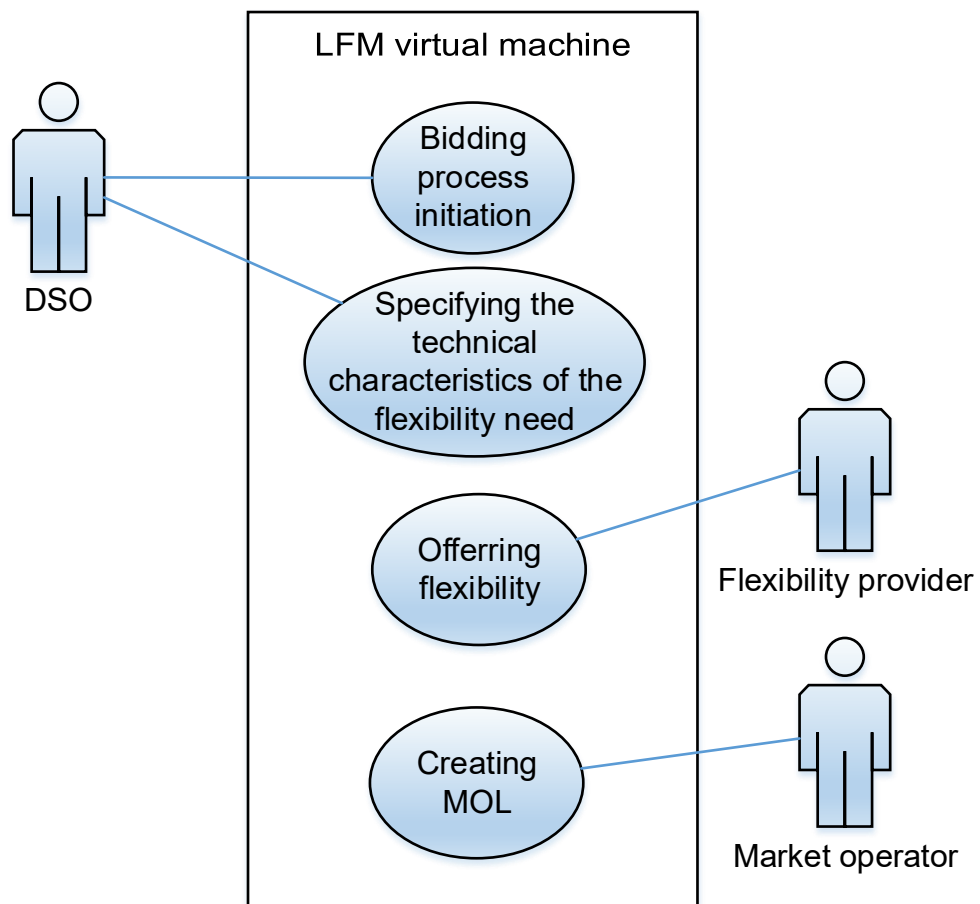 LFM virtual machine
Bidding
process
initiation
DSO
Specifying the
technical
characteristics of the
flexibility need
Offerring
flexibility
Flexibility provider
Creating
MOL
Market operator